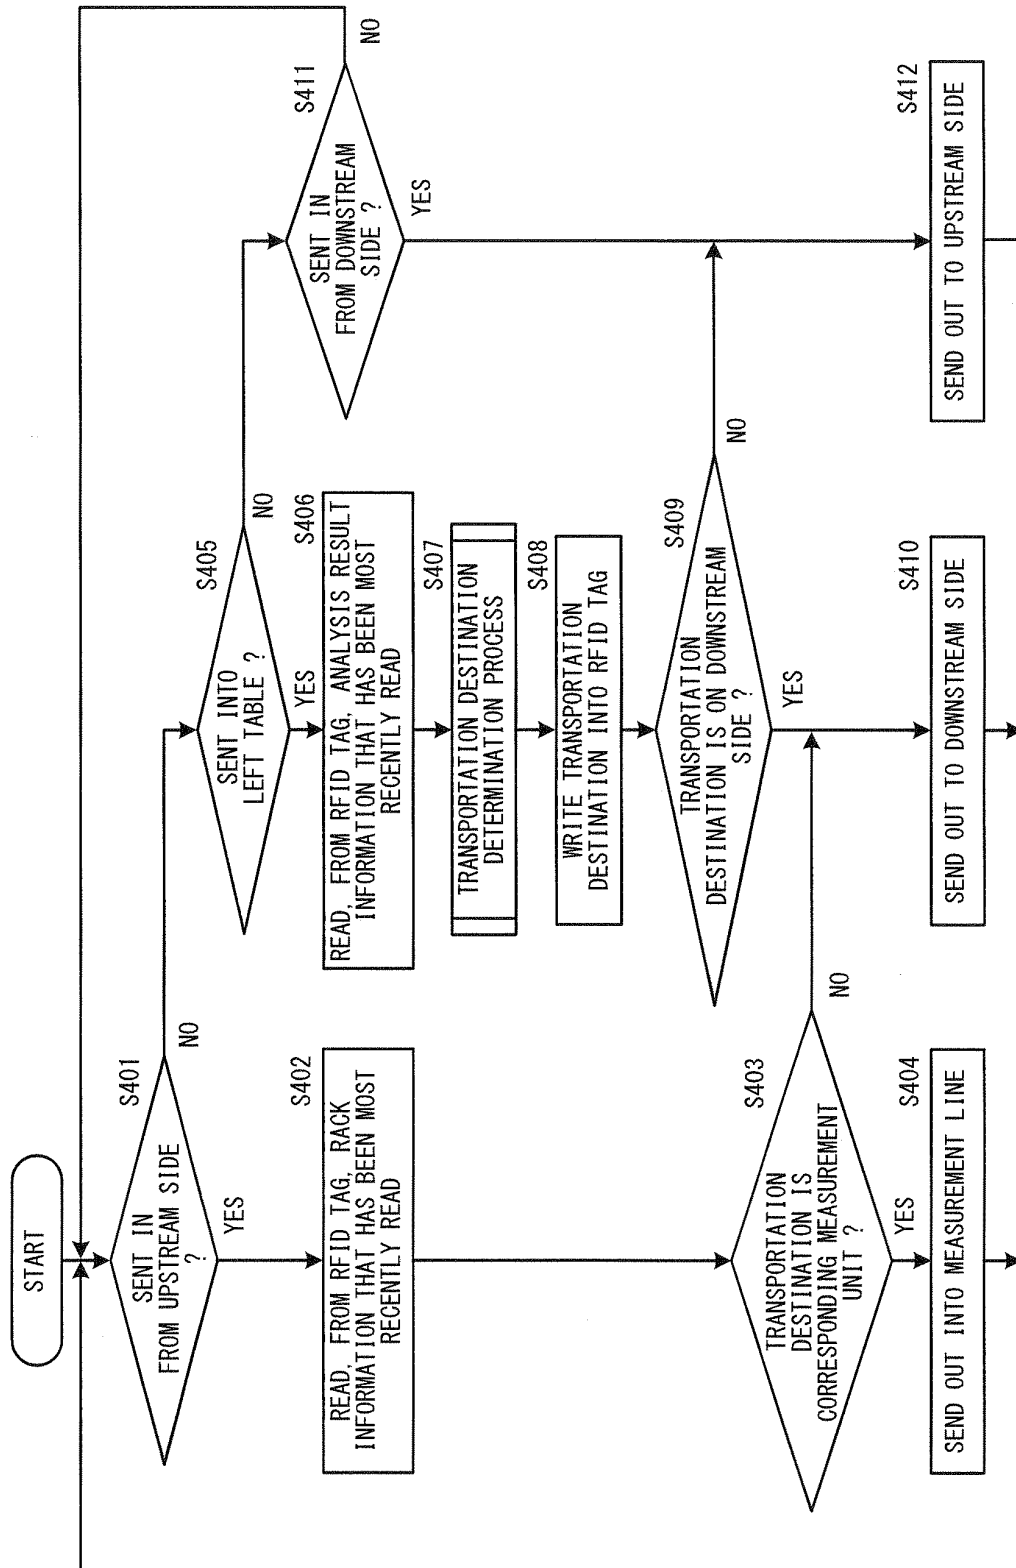 START
S401
SENT IN
FROM UPSTREAM SIDE
?
NO
YES
S402
READ, FROM RFID TAG, RACK
INFORMATION THAT HAS BEEN MOST
RECENTLY READ
S403
TRANSPORTATION
DESTINATION IS
CORRESPONDING MEASUREMENT
UNIT ?
NO
YES
S404
SEND OUT INTO MEASUREMENT LINE
S405
SENT INTO
LEFT TABLE ?
NO
YES
S406
READ, FROM RFID TAG, ANALYSIS RESULT
INFORMATION THAT HAS BEEN MOST
RECENTLY READ
S407
TRANSPORTATION DESTINATION
DETERMINATION PROCESS
S408
WRITE TRANSPORTATION
DESTINATION INTO RFID TAG
S409
TRANSPORTATION
DESTINATION IS ON DOWNSTREAM
SIDE ?
NO
YES
S410
SEND OUT TO DOWNSTREAM SIDE
S411
SENT IN
FROM DOWNSTREAM
SIDE ?
NO
YES
S412
SEND OUT TO UPSTREAM SIDE